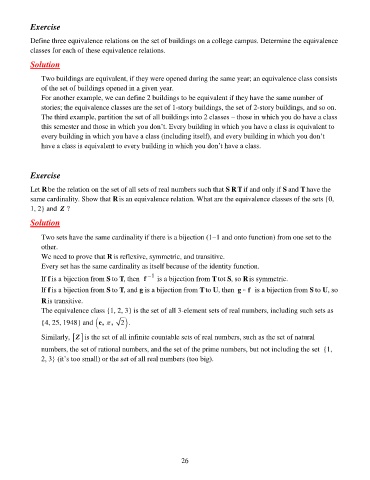 Exercise
Define three equivalence relations on the set of buildings on a college campus. Determine the equivalence
classes for each of these equivalence relations.
Solution
Two buildings are equivalent, if they were opened during the same year; an equivalence class consists
of the set of buildings opened in a given year.
For another example, we can define 2 buildings to be equivalent if they have the same number of
stories; the equivalence classes are the set of 1-story buildings, the set of 2-story buildings, and so on.
The third example, partition the set of all buildings into 2 classes – those in which you do have a class
this semester and those in which you don't. Every building in which you have a class is equivalent to
every building in which you have a class (including itself), and every building in which you don't
have a class is equivalent to every building in which you don't have a class.
Exercise
Let R be the relation on the set of all sets of real numbers such that S R T if and only if S and T have the
same cardinality. Show that R is an equivalence relation. What are the equivalence classes of the sets {0,
1, 2} and Z ?
Solution
Two sets have the same cardinality if there is a bijection (1–1 and onto function) from one set to the
other.
We need to prove that R is reflexive, symmetric, and transitive.
Every set has the same cardinality as itself because of the identity function.
If f is a bijection from S to T, then f⁻¹ is a bijection from T tot S, so R is symmetric.
If f is a bijection from S to T, and g is a bijection from T to U, then g ∘ f is a bijection from S to U, so
R is transitive.
The equivalence class {1, 2, 3} is the set of all 3-element sets of real numbers, including such sets as
{4, 25, 1948} and {e, π, √2}.
Similarly, [Z] is the set of all infinite countable sets of real numbers, such as the set of natural
numbers, the set of rational numbers, and the set of the prime numbers, but not including the set {1,
2, 3} (it's too small) or the set of all real numbers (too big).
26